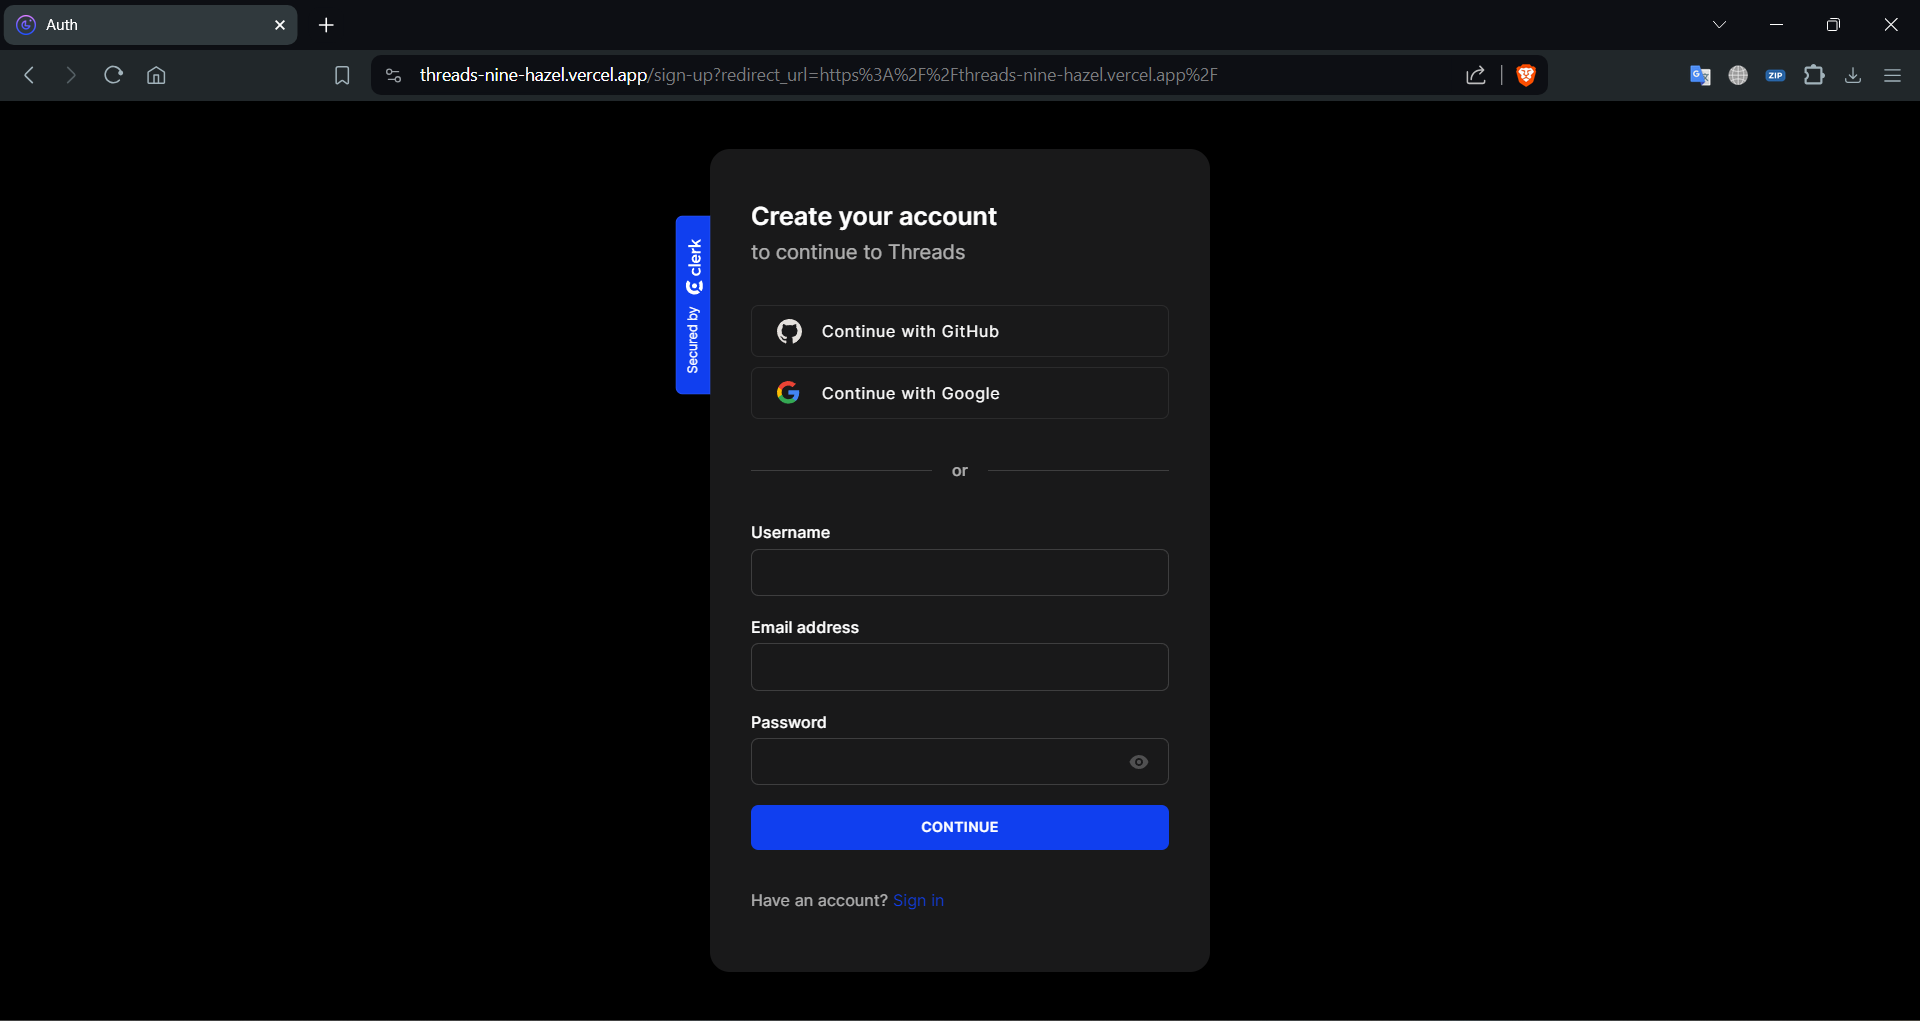 Auth
threads-nine-hazel.vercel.app/sign-up?redirect_url=https%3A%2F%2Fthreads-nine-hazel.vercel.app%2F
ZIP
Create your account
to continue to Threads
Secured by clerk
Continue with GitHub
Continue with Google
or
Username
Email address
Password
CONTINUE
Have an account? Sign in